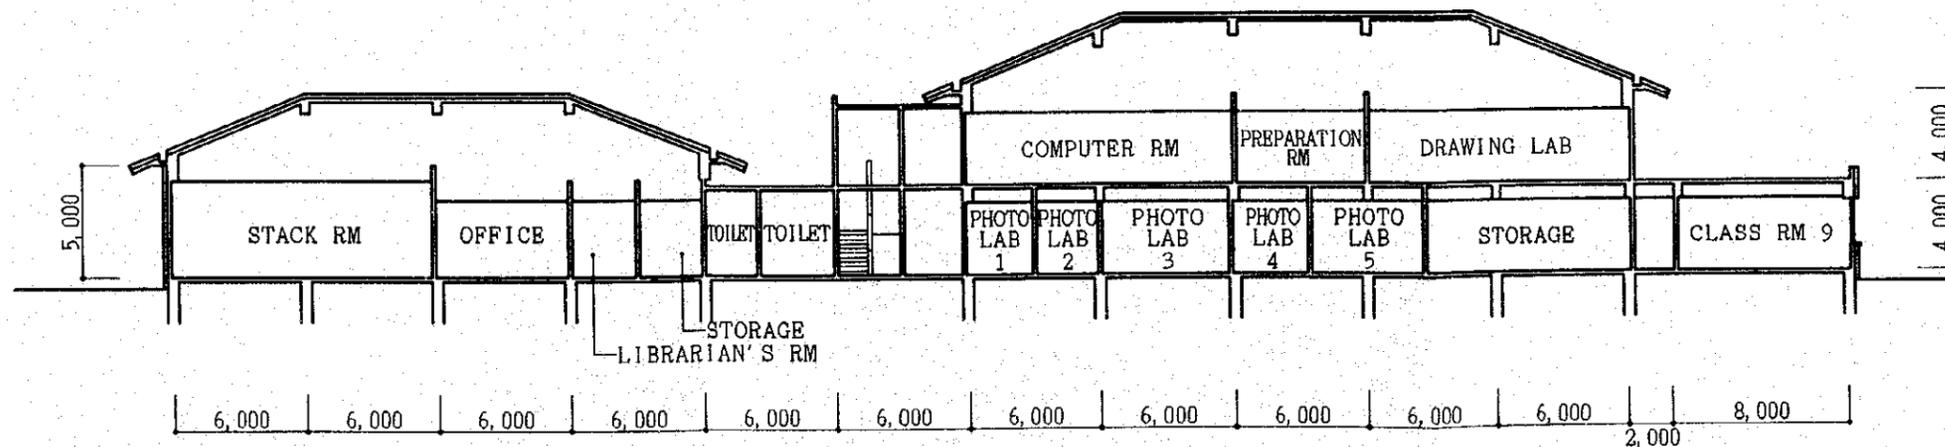 COMPUTER RM
PREPARATION
RM
DRAWING LAB
4,000
5,000
STACK RM
OFFICE
TOILET
TOILET
PHOTO
LAB
1
PHOTO
LAB
2
PHOTO
LAB
3
PHOTO
LAB
4
PHOTO
LAB
5
STORAGE
CLASS RM 9
4,000
STORAGE
LIBRARIAN'S RM
6,000 6,000 6,000 6,000 6,000 6,000 6,000 6,000 6,000 6,000 6,000 8,000
2,000